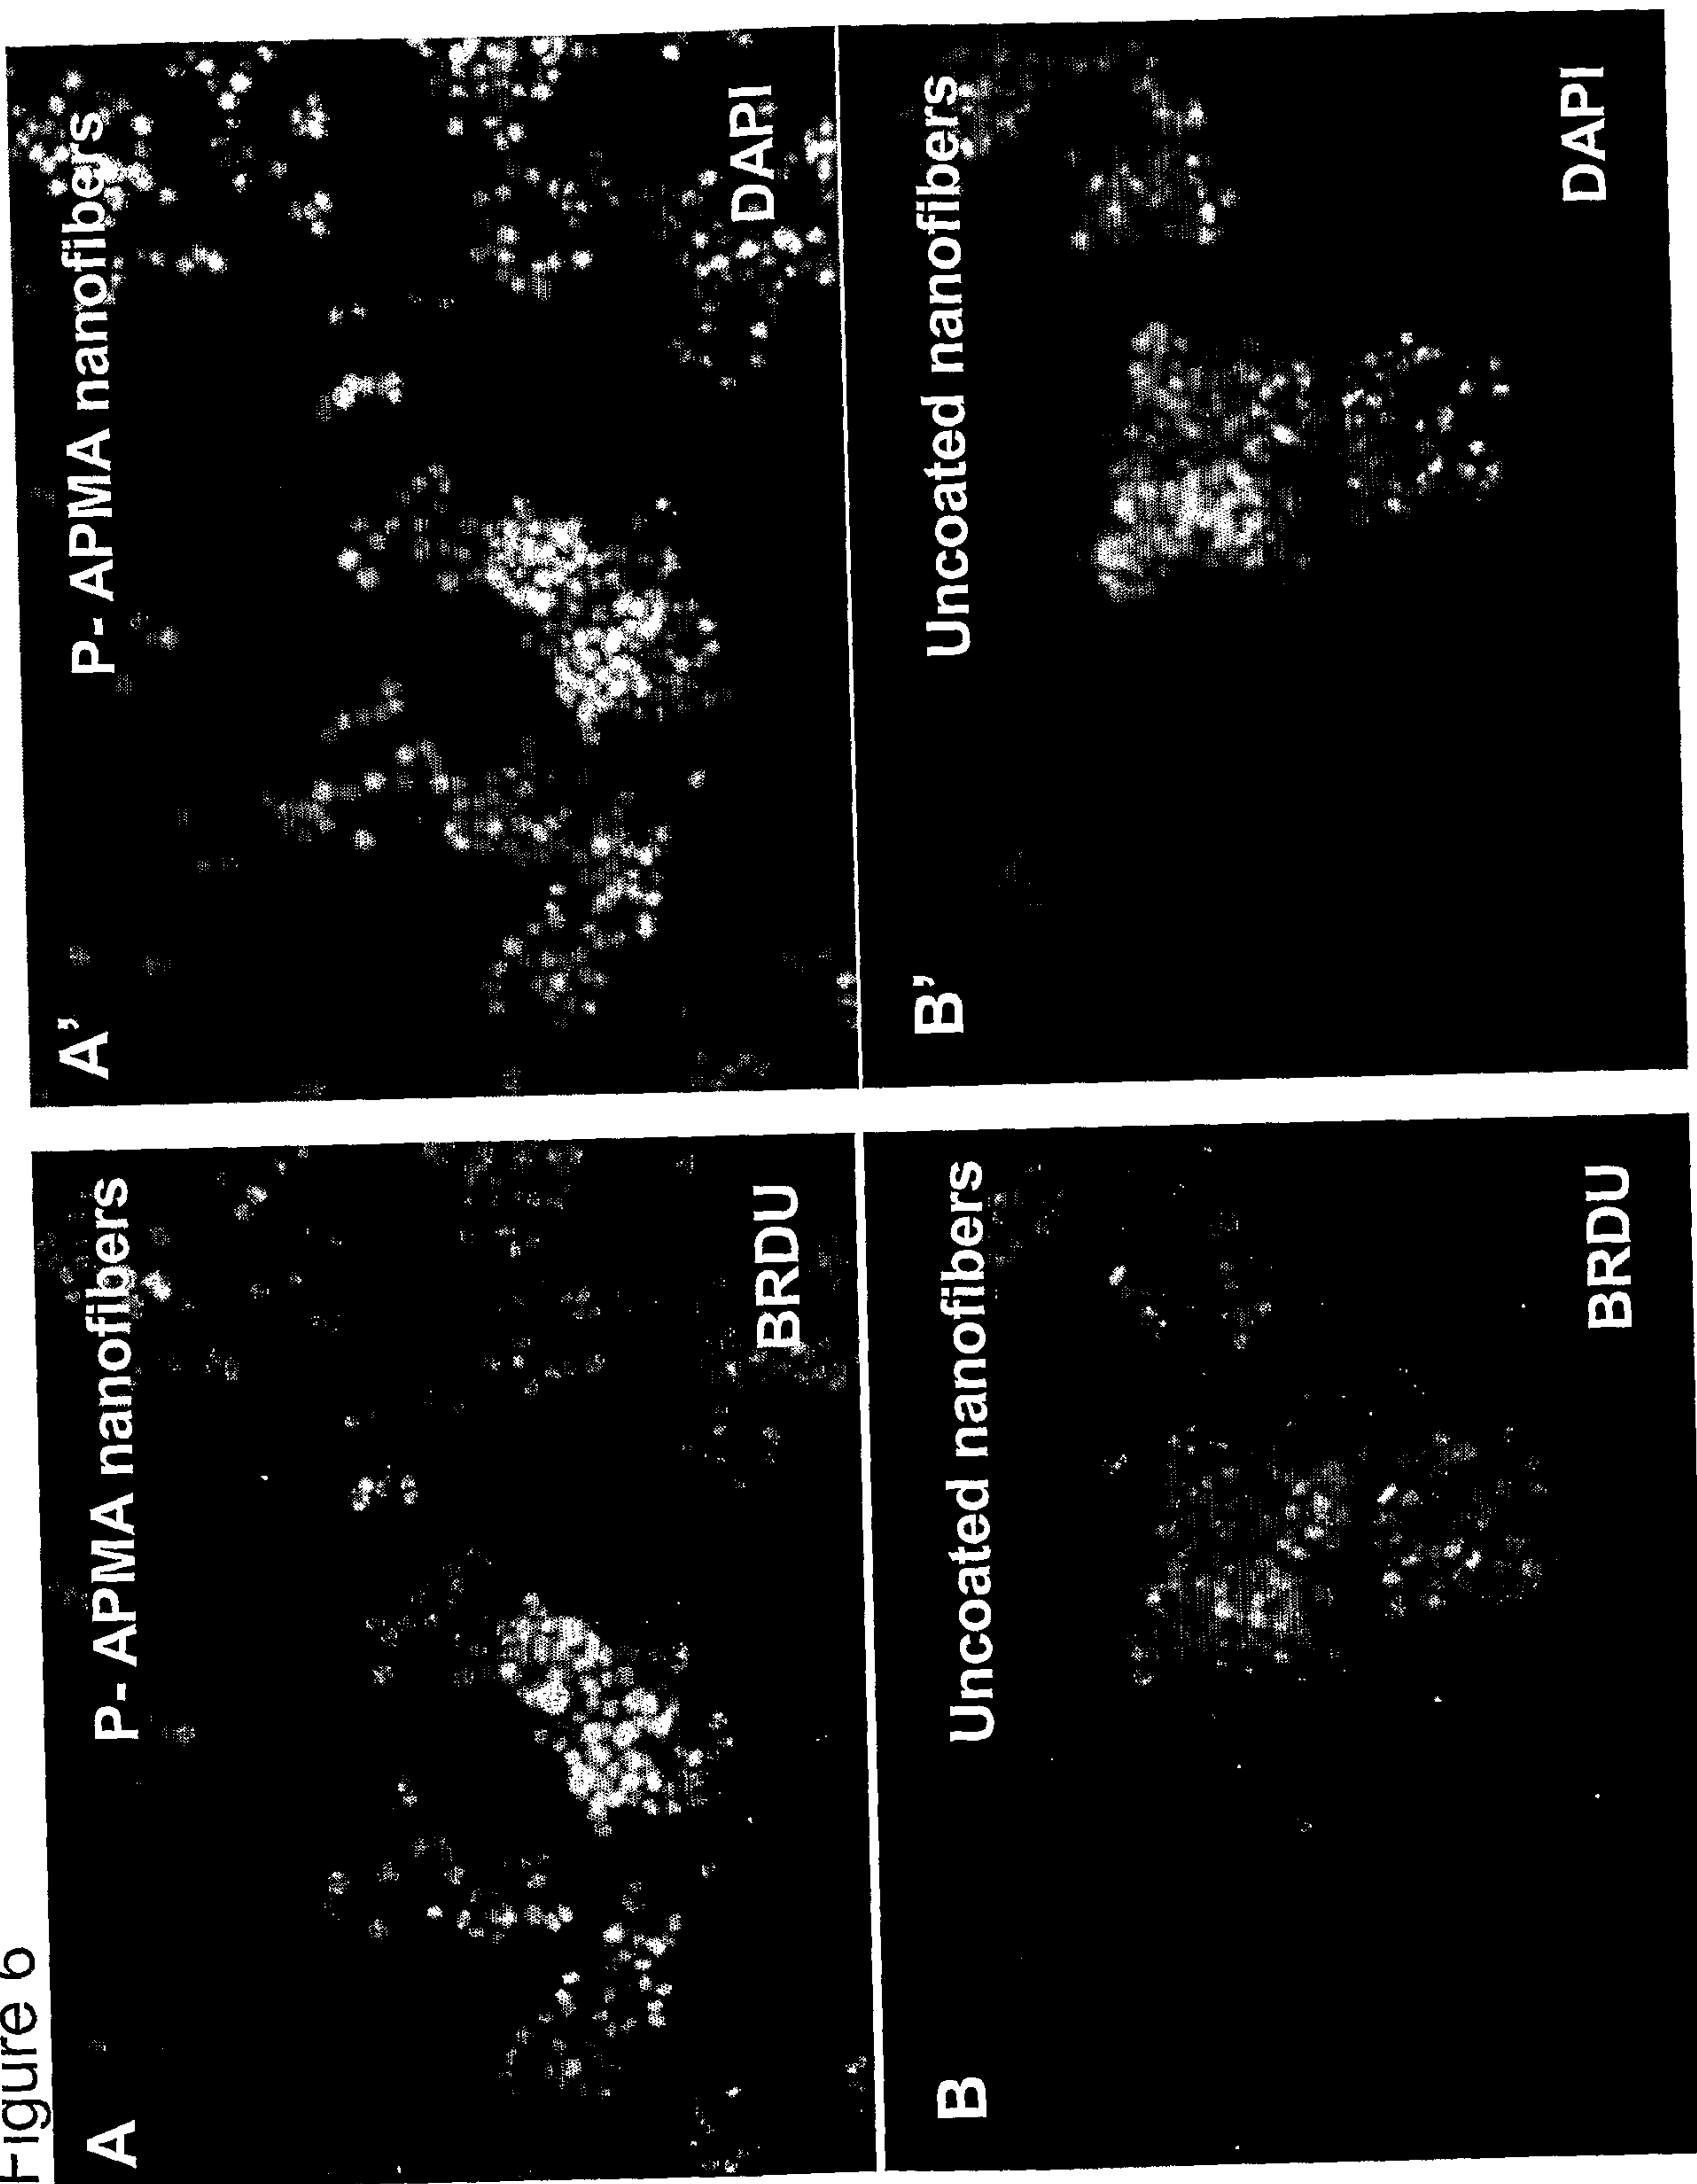 Figure 6
A
P- APMA nanofibers
BRDU
A'
P- APMA nanofibers
DAPI
B
Uncoated nanofibers
BRDU
B'
Uncoated nanofibers
DAPI